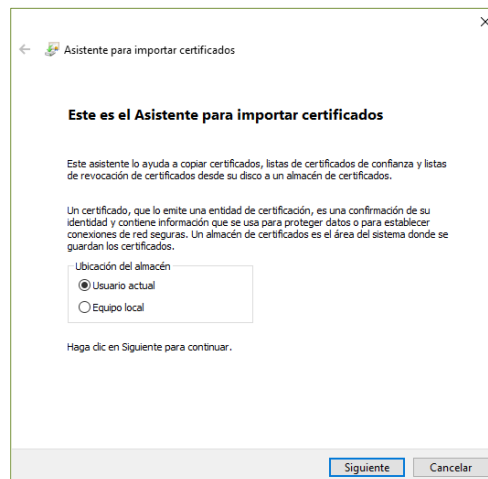 Asistente para importar certificados
Este es el Asistente para importar certificados
Este asistente lo ayuda a copiar certificados, listas de certificados de confianza y listas
de revocación de certificados desde su disco a un almacén de certificados.
Un certificado, que lo emite una entidad de certificación, es una confirmación de su
identidad y contiene información que se usa para proteger datos o para establecer
conexiones de red seguras. Un almacén de certificados es el área del sistema donde se
guardan los certificados.
Ubicación del almacén
Usuario actual
Equipo local
Haga clic en Siguiente para continuar.
Siguiente Cancelar